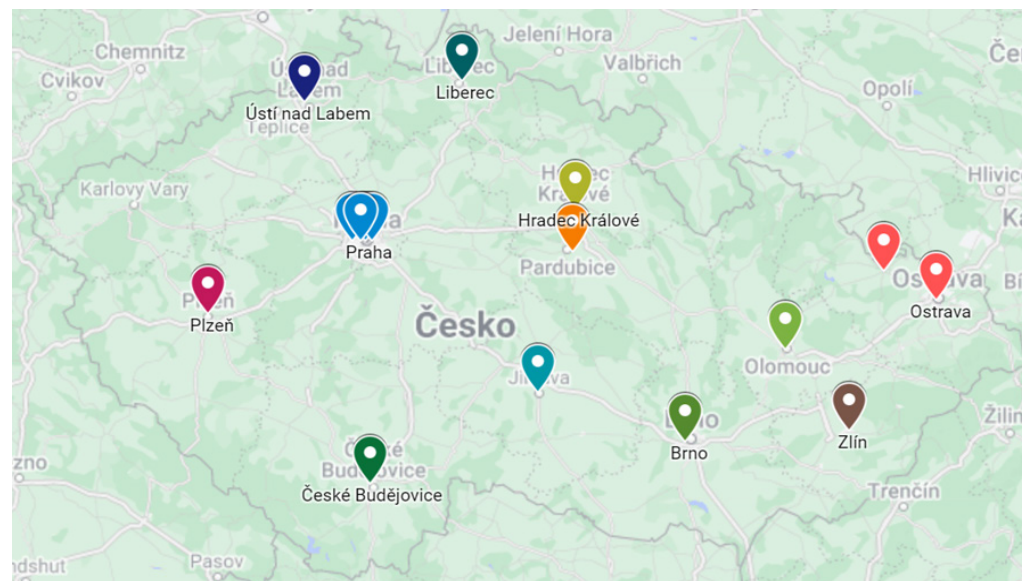 Jelení Hora
Chemnitz
Valbřich
Cvikov
Liberec
Opolí
Ústí nad Labem
Teplice
Karlovy Vary
Hradec Králové
Praha
Pardubice
Plzeň
Ostrava
Česko
Olomouc
Brno
Zlín
České Budějovice
Trenčín
Pasov